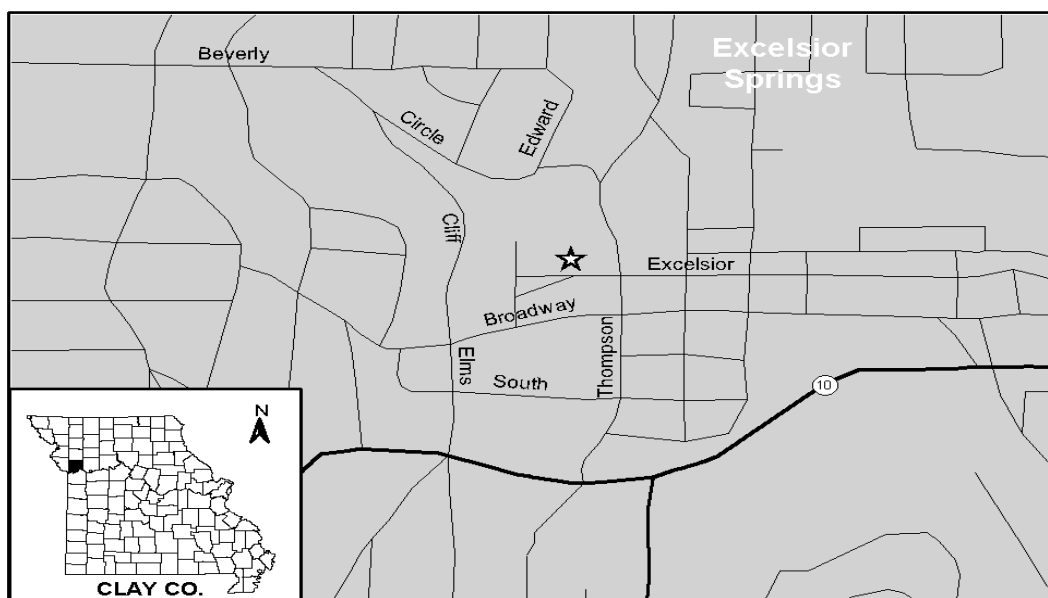 Excelsior
Springs
Beverly
Circle
Edward
Cliff
Excelsior
Broadway
Thompson
Elms
South
10
N
CLAY CO.